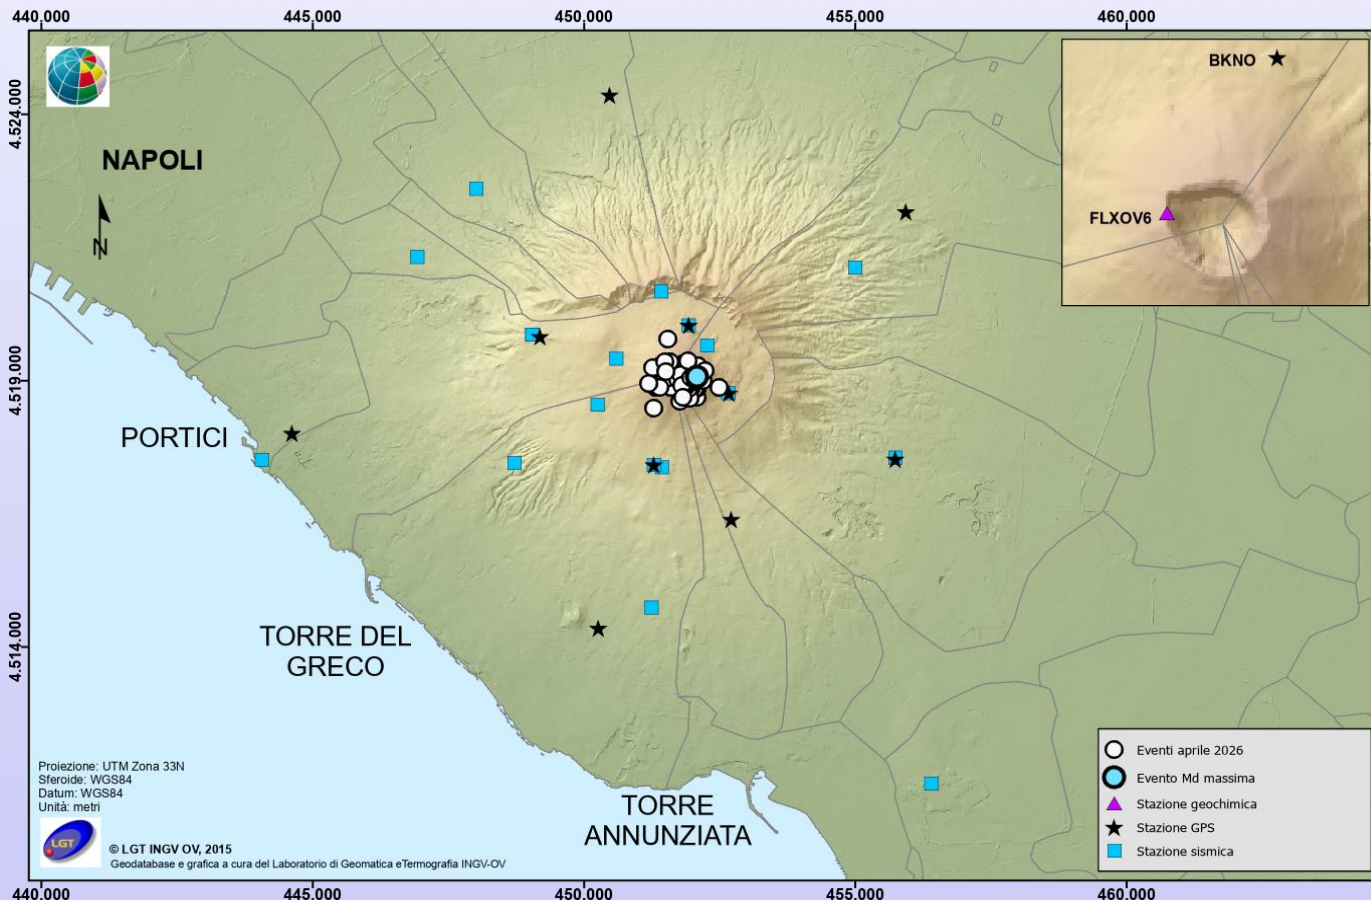 440.000
445.000
450.000
455.000
460.000
4.524.000
4.519.000
4.514.000
NAPOLI
N
BKNO
FLXOV6
PORTICI
TORRE DEL
GRECO
TORRE
ANNUNZIATA
Proiezione: UTM Zona 33N
Sferoide: WGS84
Datum: WGS84
Unità: metri
LGT
© LGT INGV OV, 2015
Geodatabase e grafica a cura del Laboratorio di Geomatica eTermografia INGV-OV
Eventi aprile 2026
Evento Md massima
Stazione geochimica
Stazione GPS
Stazione sismica
440.000
445.000
450.000
455.000
460.000